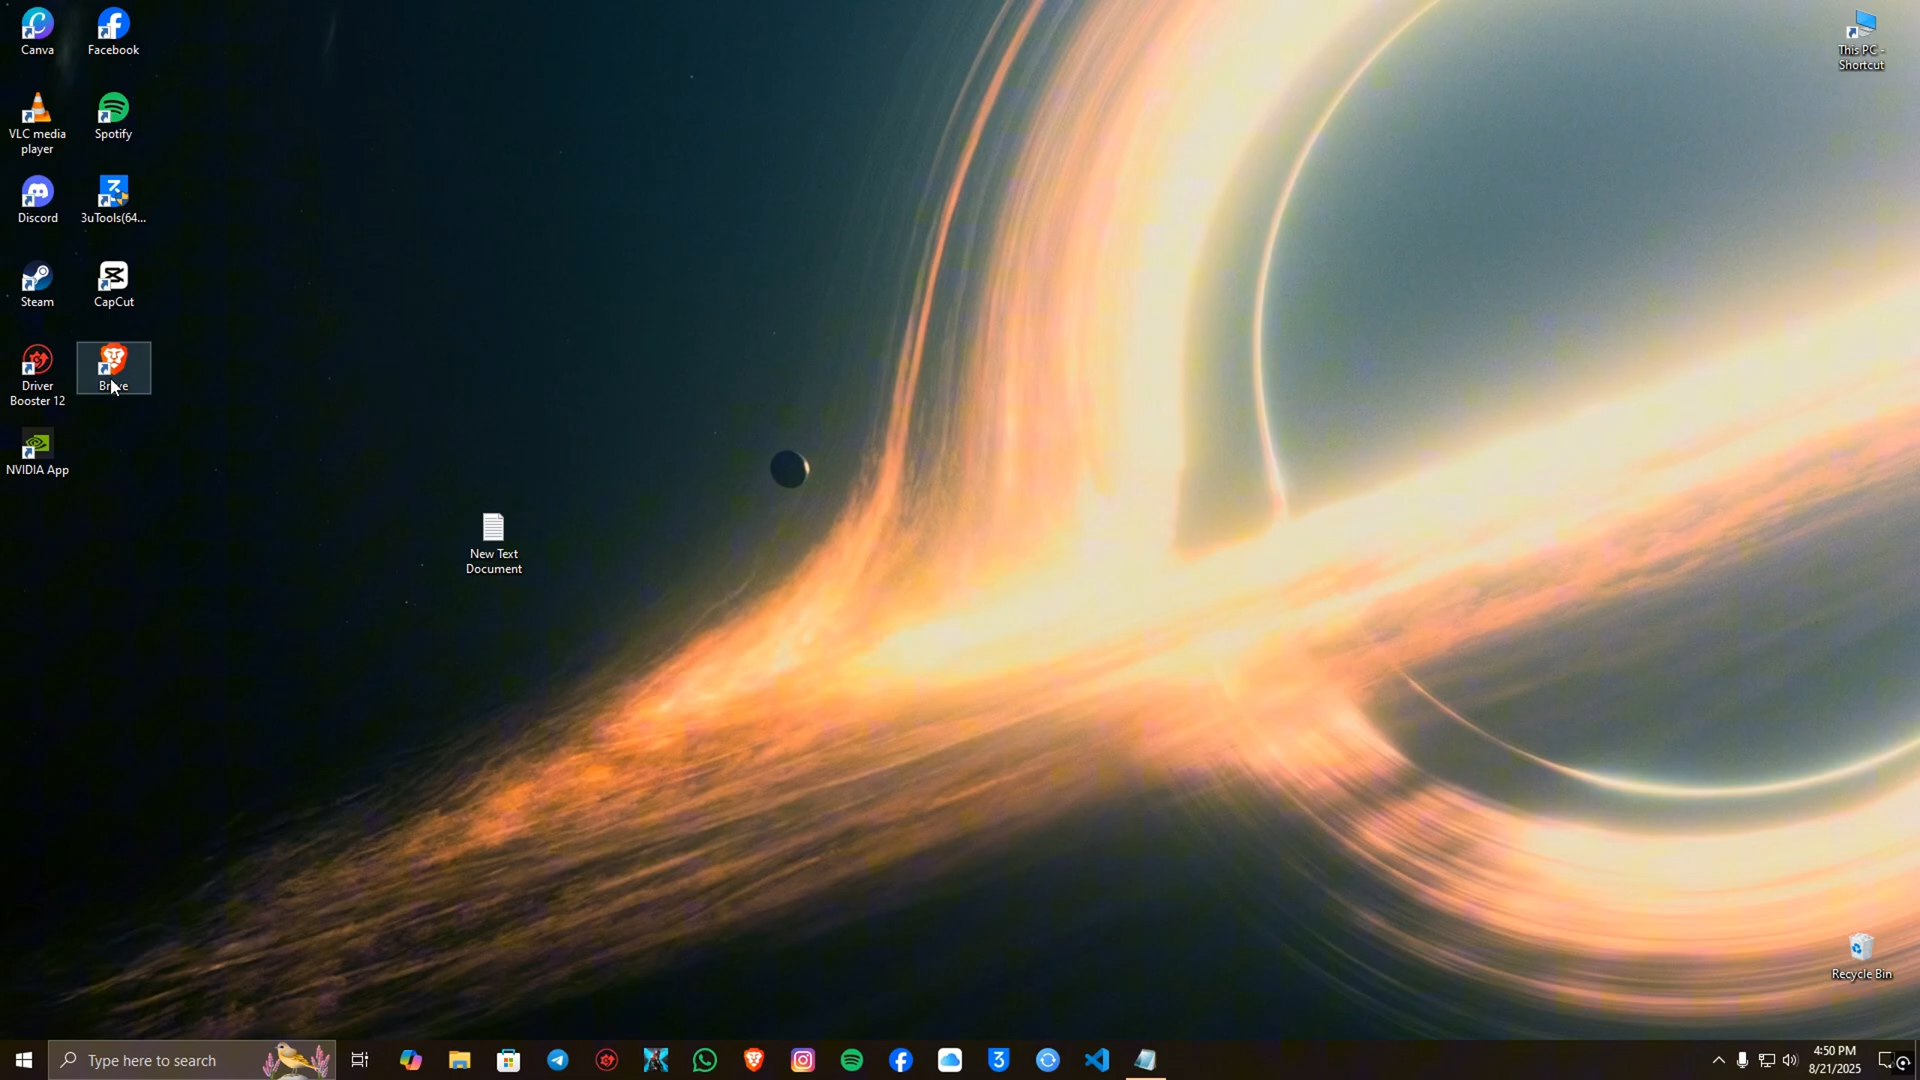 Canva
Facebook
This PC -
Shortcut
VLC media
player
Spotify
Discord
3uTools(64...
Steam
CapCut
Driver
Booster 12
Brave
NVIDIA App
New Text
Document
Recycle Bin
Type here to search
4:50 PM
8/21/2025